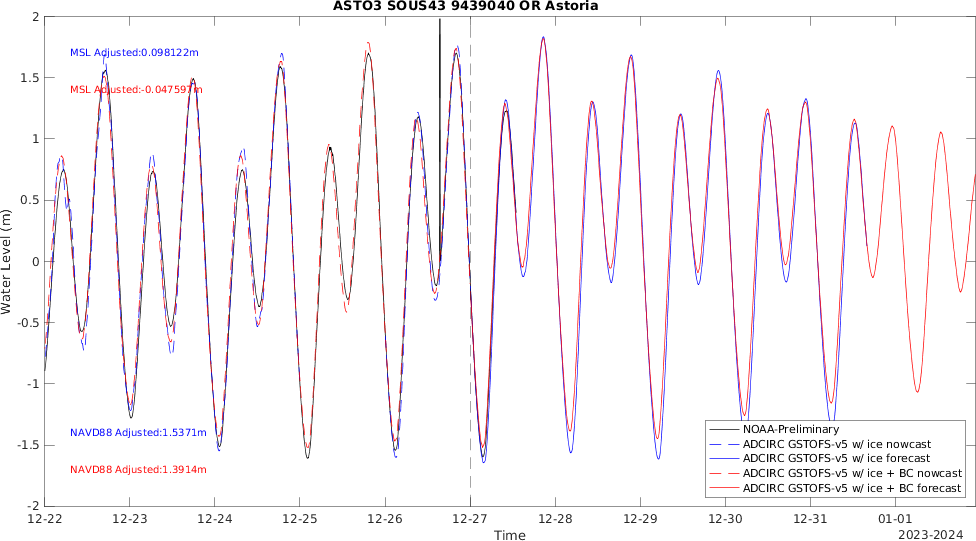 ASTO3 SOUS43 9439040 OR Astoria
2
1.5
1
0.5
0
-0.5
-1
-1.5
-2
Water Level (m)
MSL Adjusted:0.098122m
MSL Adjusted:-0.047597m
NAVD88 Adjusted:1.5371m
NAVD88 Adjusted:1.3914m
NOAA-Preliminary
ADCIRC GSTOFS-v5 w/ ice nowcast
ADCIRC GSTOFS-v5 w/ ice forecast
ADCIRC GSTOFS-v5 w/ ice + BC nowcast
ADCIRC GSTOFS-v5 w/ ice + BC forecast
12-22 12-23 12-24 12-25 12-26 12-27 12-28 12-29 12-30 12-31 01-01
Time
2023-2024